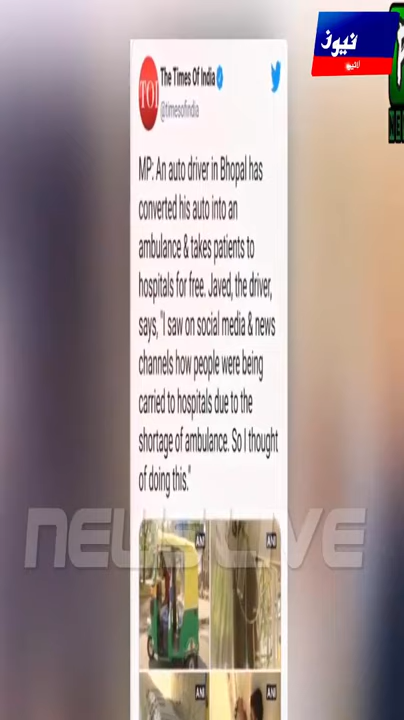 نیوز
لائیو
TOI
The Times Of India
@timesofindia
MP: An auto driver in Bhopal has
converted his auto into an
ambulance & takes patients to
hospitals for free. Javed, the driver,
says, "I saw on social media & news
channels how people were being
carried to hospitals due to the
shortage of ambulance. So I thought
of doing this."
NEWS LIVE
ANI
ANI
ANI
ANI